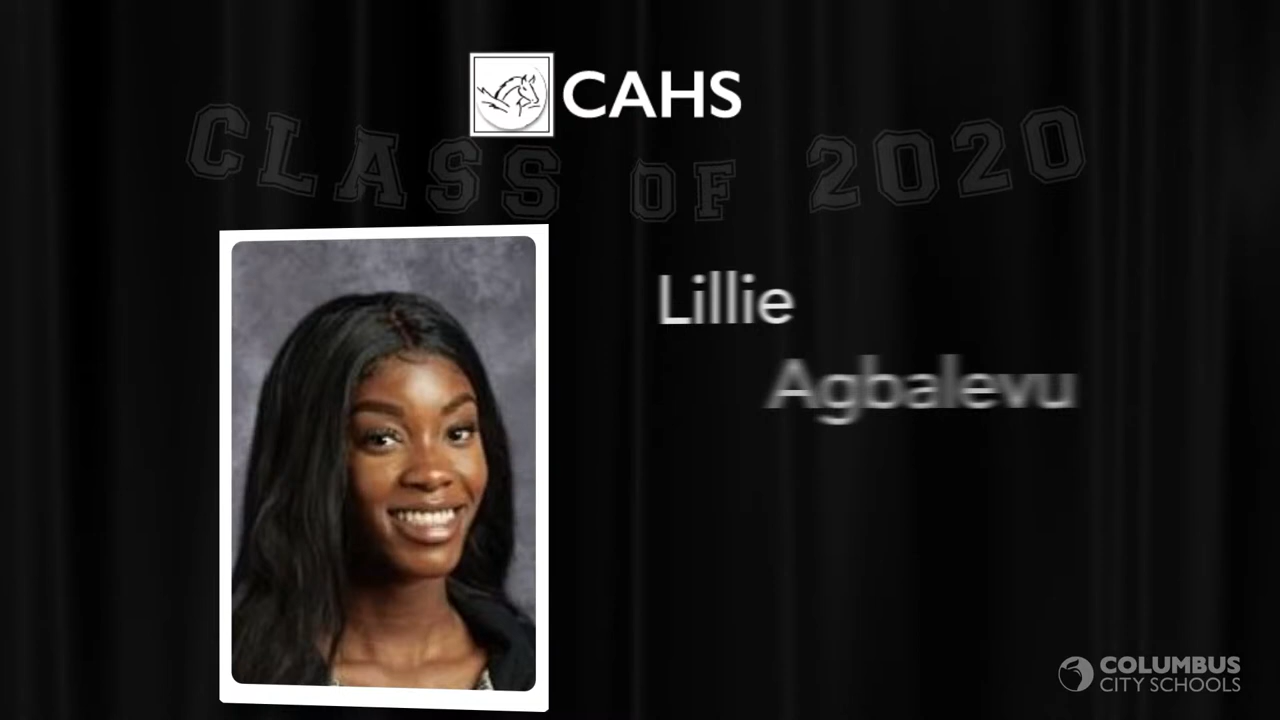 CAHS
CLASS OF 2020
Lillie
Agbalevu
COLUMBUS
CITY SCHOOLS